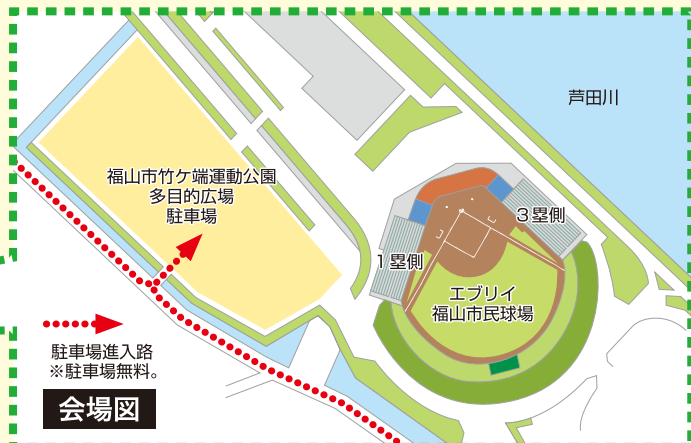 芦田川
福山市竹ケ端運動公園
多目的広場
駐車場
3塁側
1塁側
エブリイ
福山市民球場
駐車場進入路
※駐車場無料。
会場図